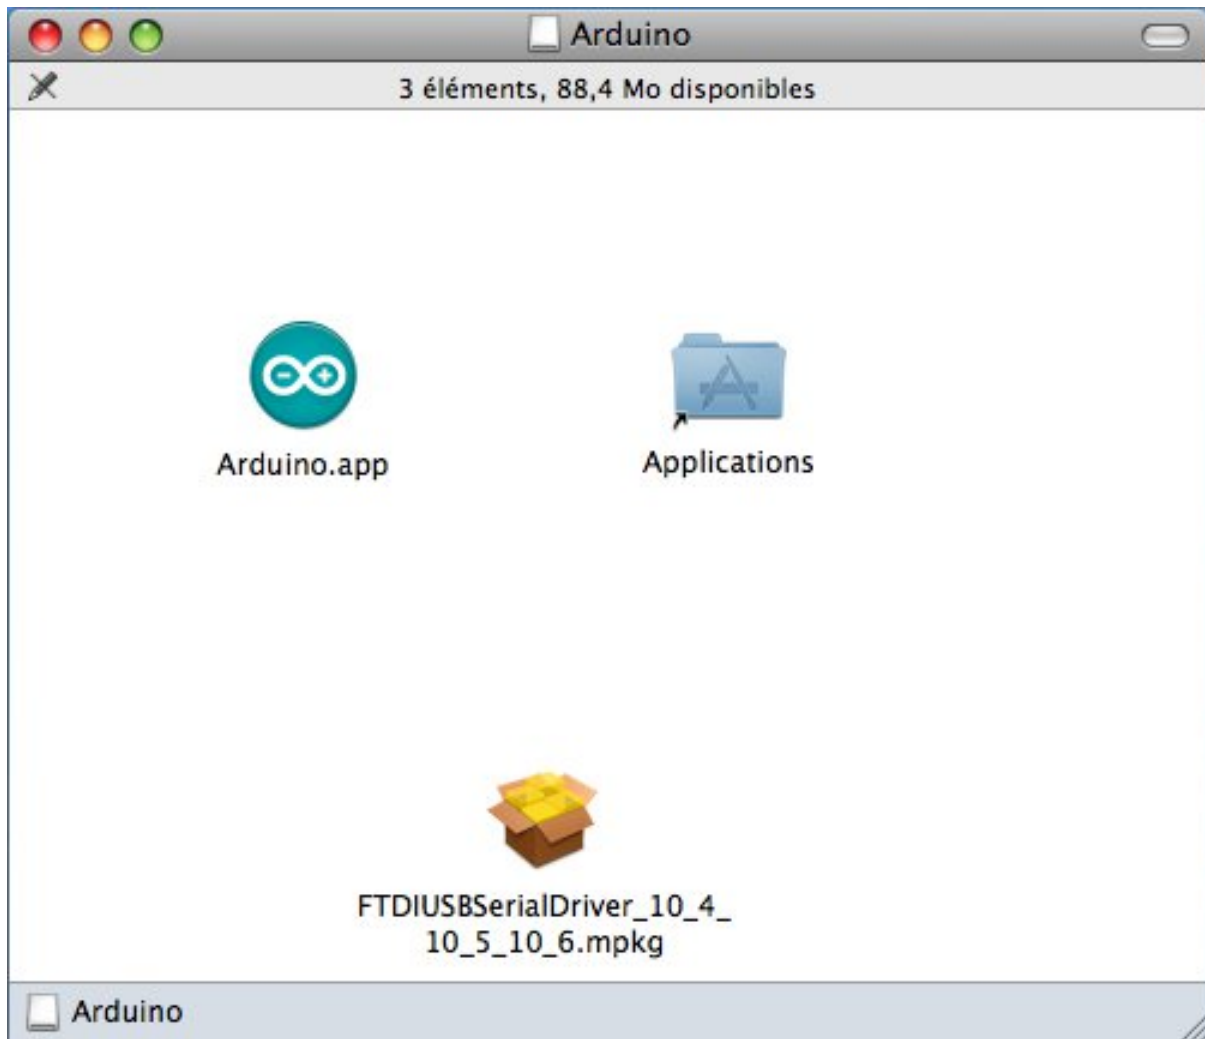 Arduino
3 éléments, 88,4 Mo disponibles
Arduino.app
Applications
FTDIUSBSerialDriver_10_4_
10_5_10_6.mpkg
Arduino